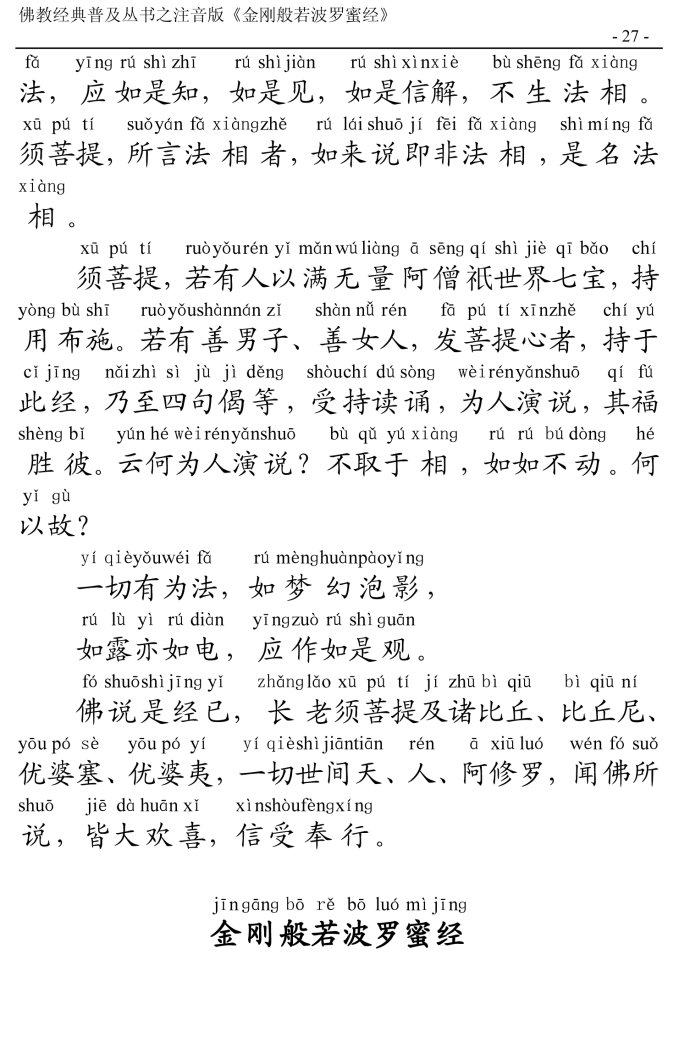 佛教经典普及丛书之注音版《金刚般若波罗蜜经》
- 27 -
fǎ yīng rú shì zhī rú shì jiàn rú shì xìn xiè bù shēng fǎ xiàng
法，应如是知，如是见，如是信解，不生法相。
xū pú tí suǒ yán fǎ xiàng zhě rú lái shuō jí fēi fǎ xiàng shì míng fǎ
须菩提，所言法相者，如来说即非法相，是名法
xiàng
相。
xū pú tí ruò yǒu rén yǐ mǎn wú liàng ā sēng qí shì jiè qī bǎo chí
须菩提，若有人以满无量阿僧祇世界七宝，持
yòng bù shī ruò yǒu shàn nán zǐ shàn nǚ rén fā pú tí xīn zhě chí yú
用布施。若有善男子、善女人，发菩提心者，持于
cǐ jīng nǎi zhì sì jù jì děng shòu chí dú sòng wèi rén yǎn shuō qí fú
此经，乃至四句偈等，受持读诵，为人演说，其福
shèng bǐ yún hé wèi rén yǎn shuō bù qǔ yú xiàng rú rú bú dòng hé
胜彼。云何为人演说？不取于相，如如不动。何
yǐ gù
以故？
yí qiè yǒu wéi fǎ rú mèng huàn pào yǐng
一切有为法，如梦幻泡影，
rú lù yì rú diàn yīng zuò rú shì guān
如露亦如电，应作如是观。
fó shuō shì jīng yǐ zhǎng lǎo xū pú tí jí zhū bì qiū bì qiū ní
佛说是经已，长老须菩提及诸比丘、比丘尼、
yōu pó sè yōu pó yí yí qiè shì jiān tiān rén ā xiū luó wén fó suǒ
优婆塞、优婆夷，一切世间天、人、阿修罗，闻佛所
shuō jiē dà huān xǐ xìn shòu fèng xíng
说，皆大欢喜，信受奉行。
jīn gāng bō rě bō luó mì jīng
金刚般若波罗蜜经